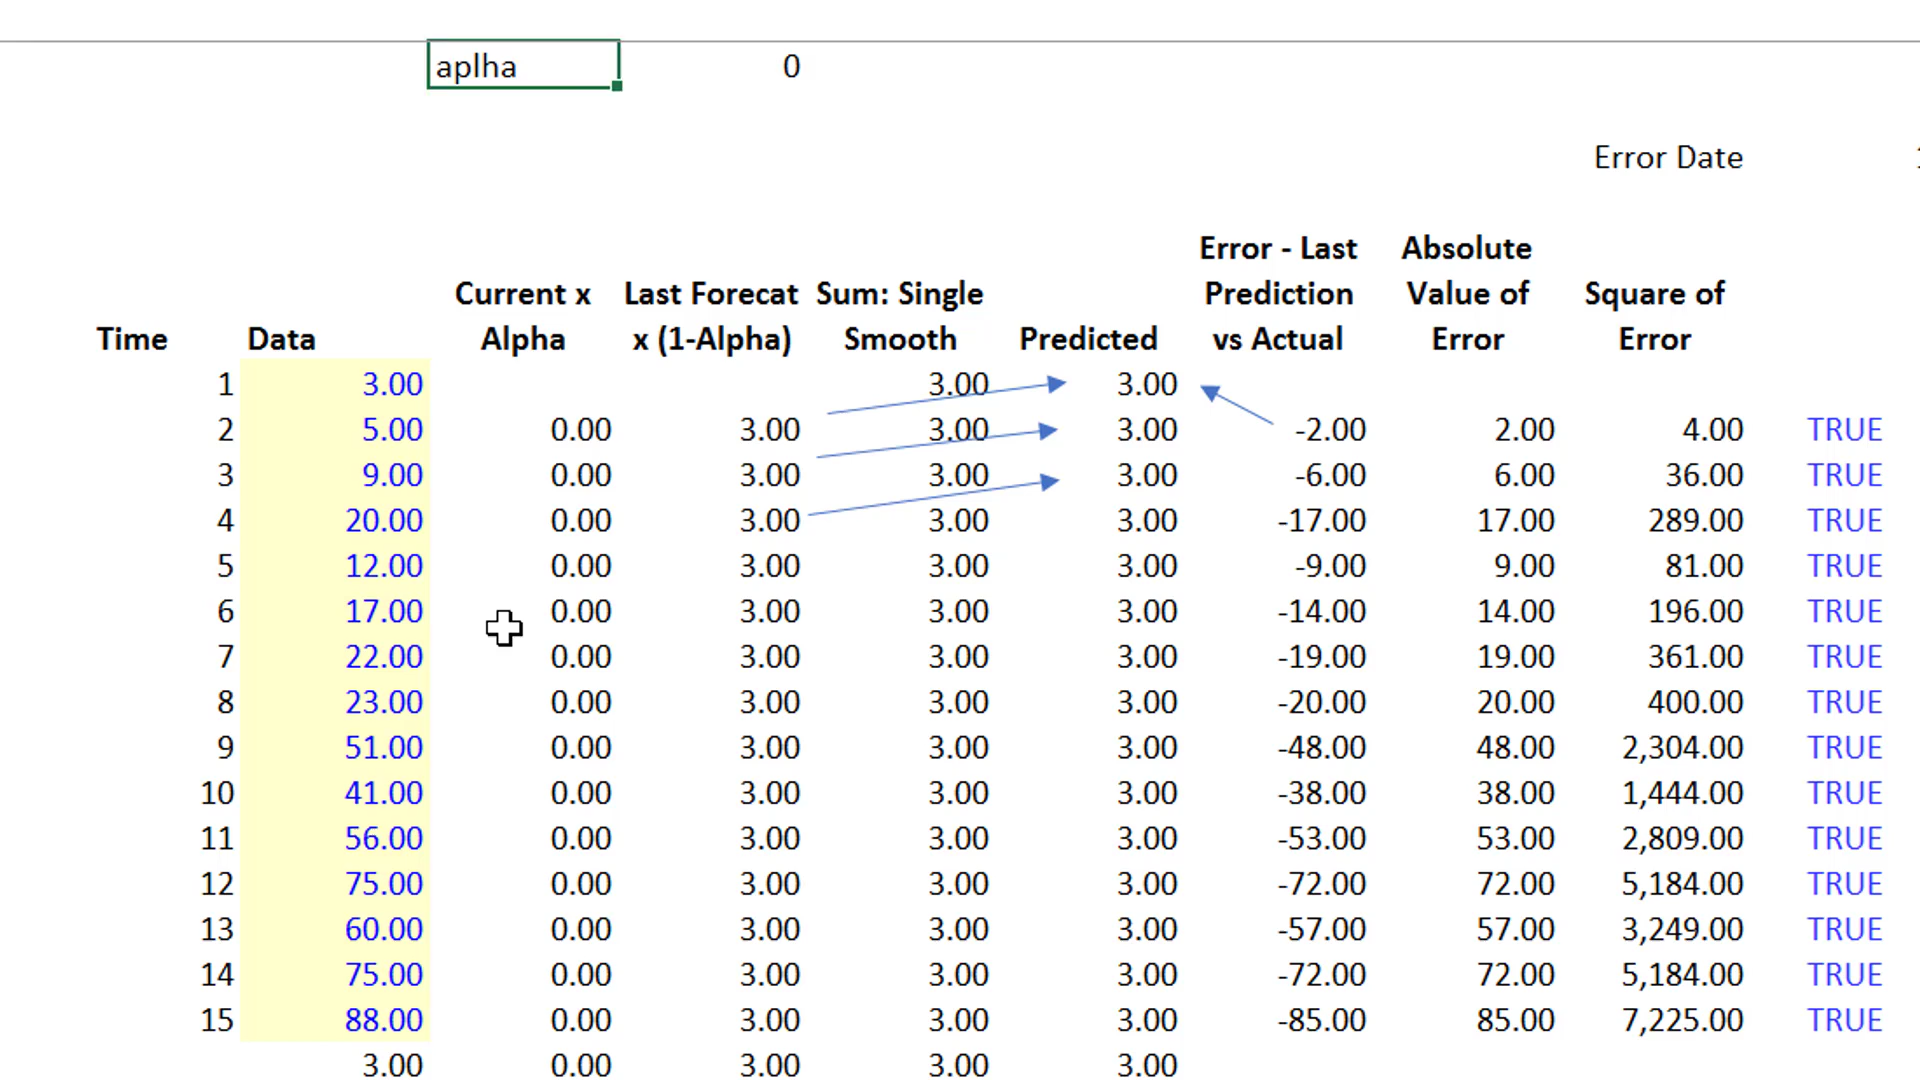 aplha 0
Error Date
Error - Last Absolute
Current x Last Forecat Sum: Single Prediction Value of Square of
Time Data Alpha x (1-Alpha) Smooth Predicted vs Actual Error Error
1 3.00 3.00 3.00
2 5.00 0.00 3.00 3.00 3.00 -2.00 2.00 4.00 TRUE
3 9.00 0.00 3.00 3.00 3.00 -6.00 6.00 36.00 TRUE
4 20.00 0.00 3.00 3.00 3.00 -17.00 17.00 289.00 TRUE
5 12.00 0.00 3.00 3.00 3.00 -9.00 9.00 81.00 TRUE
6 17.00 0.00 3.00 3.00 3.00 -14.00 14.00 196.00 TRUE
7 22.00 0.00 3.00 3.00 3.00 -19.00 19.00 361.00 TRUE
8 23.00 0.00 3.00 3.00 3.00 -20.00 20.00 400.00 TRUE
9 51.00 0.00 3.00 3.00 3.00 -48.00 48.00 2,304.00 TRUE
10 41.00 0.00 3.00 3.00 3.00 -38.00 38.00 1,444.00 TRUE
11 56.00 0.00 3.00 3.00 3.00 -53.00 53.00 2,809.00 TRUE
12 75.00 0.00 3.00 3.00 3.00 -72.00 72.00 5,184.00 TRUE
13 60.00 0.00 3.00 3.00 3.00 -57.00 57.00 3,249.00 TRUE
14 75.00 0.00 3.00 3.00 3.00 -72.00 72.00 5,184.00 TRUE
15 88.00 0.00 3.00 3.00 3.00 -85.00 85.00 7,225.00 TRUE
3.00 0.00 3.00 3.00 3.00